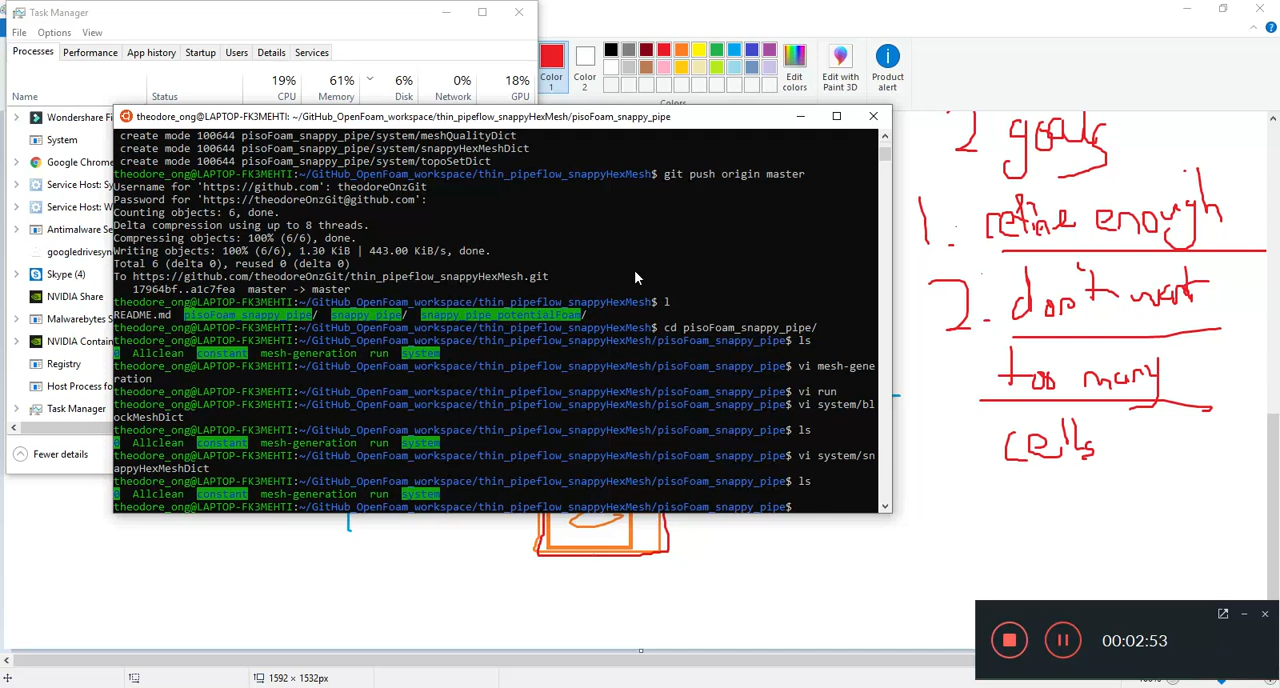 Task Manager
File Options View
Processes Performance App history Startup Users Details Services
19% 61% 6% 0% 18%
Name Status CPU Memory Disk Network GPU
Wondershare Fi
System
Google Chrome
Service Host: Sy
Service Host: W
Antimalware Se
googledrivesyn
Skype (4)
NVIDIA Share
Malwarebytes S
NVIDIA Contain
Registry
Host Process fo
Task Manager
Fewer details
Color 1
Color 2
Edit colors
Edit with Paint 3D
Product alert
Colors
theodore_ong@LAPTOP-FK3MEHTI: ~/GitHub_OpenFoam_workspace/thin_pipeflow_snappyHexMesh/pisoFoam_snappy_pipe
create mode 100644 pisoFoam_snappy_pipe/system/meshQualityDict
create mode 100644 pisoFoam_snappy_pipe/system/snappyHexMeshDict
create mode 100644 pisoFoam_snappy_pipe/system/topoSetDict
theodore_ong@LAPTOP-FK3MEHTI:~/GitHub_OpenFoam_workspace/thin_pipeflow_snappyHexMesh$ git push origin master
Username for 'https://github.com': theodoreOnzGit
Password for 'https://theodoreOnzGit@github.com':
Counting objects: 6, done.
Delta compression using up to 8 threads.
Compressing objects: 100% (6/6), done.
Writing objects: 100% (6/6), 1.30 KiB | 443.00 KiB/s, done.
Total 6 (delta 0), reused 0 (delta 0)
To https://github.com/theodoreOnzGit/thin_pipeflow_snappyHexMesh.git
17964bf..a1c7fea master -> master
theodore_ong@LAPTOP-FK3MEHTI:~/GitHub_OpenFoam_workspace/thin_pipeflow_snappyHexMesh$ l
README.md pisoFoam_snappy_pipe/ snappy_pipe/ snappy_pipe_potentialFoam/
theodore_ong@LAPTOP-FK3MEHTI:~/GitHub_OpenFoam_workspace/thin_pipeflow_snappyHexMesh$ cd pisoFoam_snappy_pipe/
theodore_ong@LAPTOP-FK3MEHTI:~/GitHub_OpenFoam_workspace/thin_pipeflow_snappyHexMesh/pisoFoam_snappy_pipe$ ls
0 Allclean constant mesh-generation run system
theodore_ong@LAPTOP-FK3MEHTI:~/GitHub_OpenFoam_workspace/thin_pipeflow_snappyHexMesh/pisoFoam_snappy_pipe$ vi mesh-gene
ration
theodore_ong@LAPTOP-FK3MEHTI:~/GitHub_OpenFoam_workspace/thin_pipeflow_snappyHexMesh/pisoFoam_snappy_pipe$ vi run
theodore_ong@LAPTOP-FK3MEHTI:~/GitHub_OpenFoam_workspace/thin_pipeflow_snappyHexMesh/pisoFoam_snappy_pipe$ vi system/bl
ockMeshDict
theodore_ong@LAPTOP-FK3MEHTI:~/GitHub_OpenFoam_workspace/thin_pipeflow_snappyHexMesh/pisoFoam_snappy_pipe$ ls
0 Allclean constant mesh-generation run system
theodore_ong@LAPTOP-FK3MEHTI:~/GitHub_OpenFoam_workspace/thin_pipeflow_snappyHexMesh/pisoFoam_snappy_pipe$ vi system/sn
appyHexMeshDict
theodore_ong@LAPTOP-FK3MEHTI:~/GitHub_OpenFoam_workspace/thin_pipeflow_snappyHexMesh/pisoFoam_snappy_pipe$ ls
0 Allclean constant mesh-generation run system
theodore_ong@LAPTOP-FK3MEHTI:~/GitHub_OpenFoam_workspace/thin_pipeflow_snappyHexMesh/pisoFoam_snappy_pipe$
2 goals
1. refine enough
2. don't want
too many
cells
00:02:53
1592 × 1532px